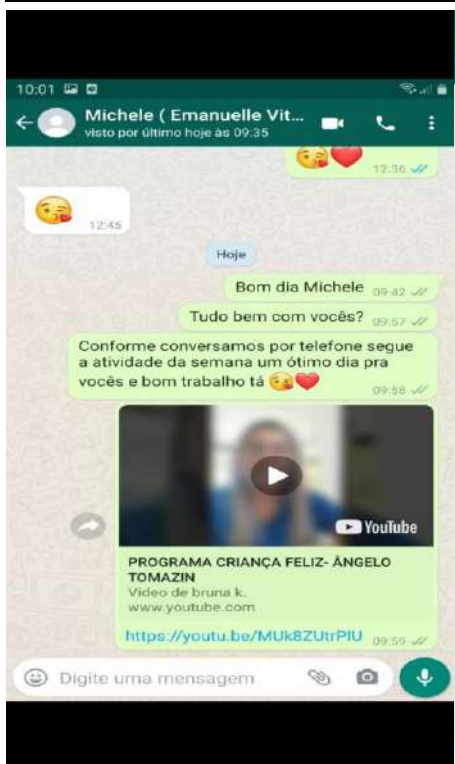 10:01
Michele ( Emanuelle Vit...
visto por último hoje às 09:35
12:36
12:45
Hoje
Bom dia Michele 09:42
Tudo bem com vocês? 09:57
Conforme conversamos por telefone segue
a atividade da semana um ótimo dia pra
vocês e bom trabalho tá
09:58
YouTube
PROGRAMA CRIANÇA FELIZ- ÂNGELO
TOMAZIN
Vídeo de bruna k.
www.youtube.com
https://youtu.be/MUk8ZUtrPIU 09:59
Digite uma mensagem